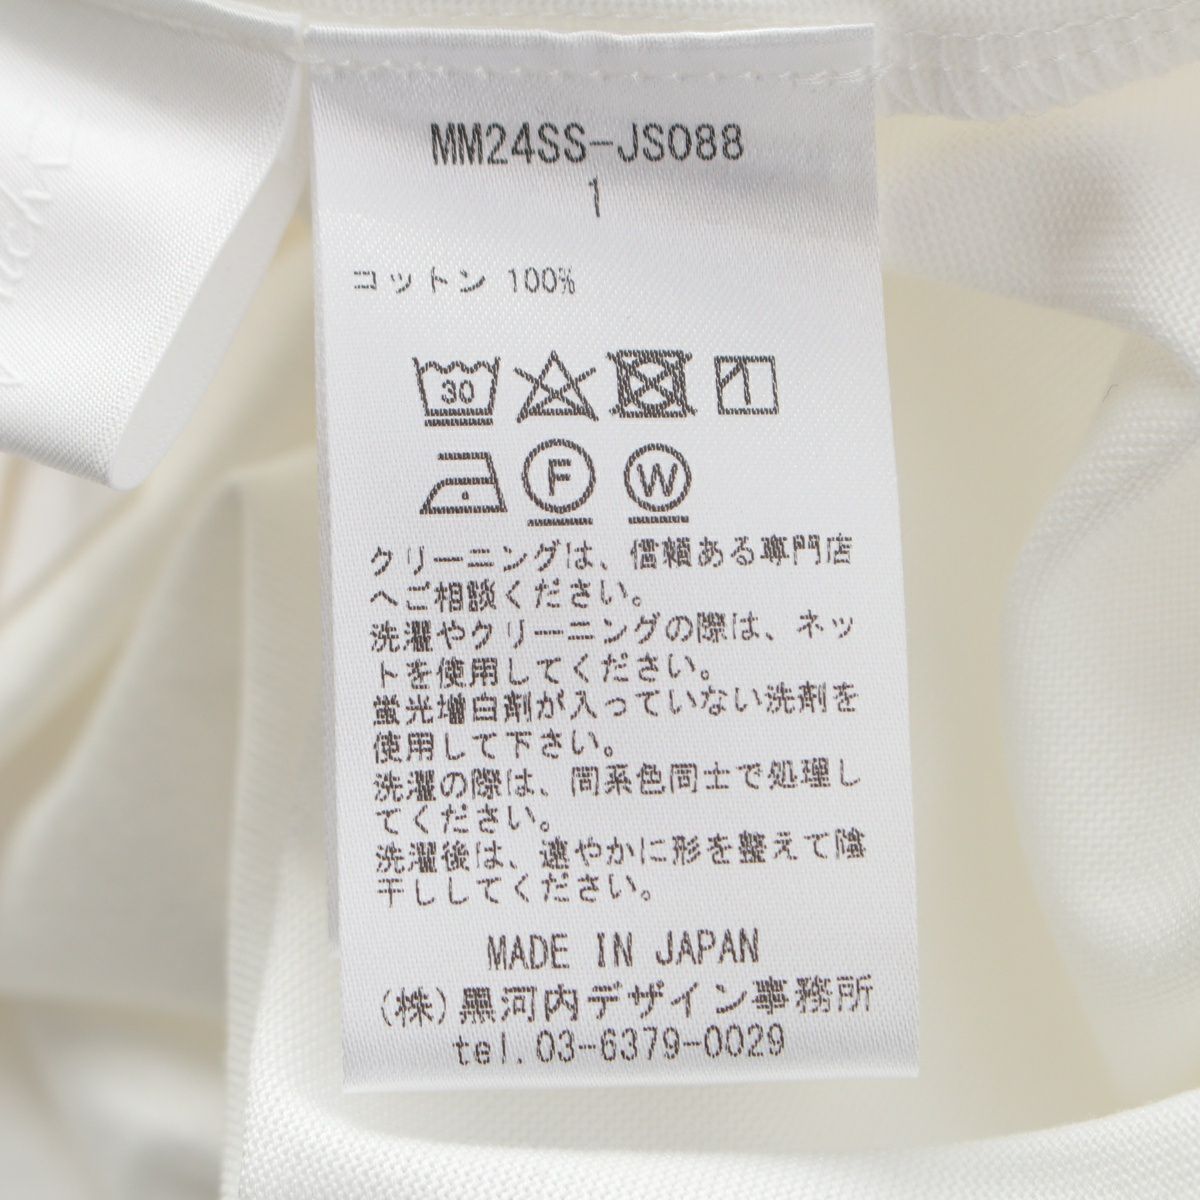 MM24SS-JS088
1
コットン 100%
30
F W
クリーニングは、信頼ある専門店
へご相談ください。
洗濯やクリーニングの際は、ネッ
トを使用してください。
蛍光増白剤が入っていない洗剤を
使用して下さい。
洗濯の際は、同系色同士で処理し
てください。
洗濯後は、速やかに形を整えて陰
干ししてください。
MADE IN JAPAN
(株)黒河内デザイン事務所
tel.03-6379-0029